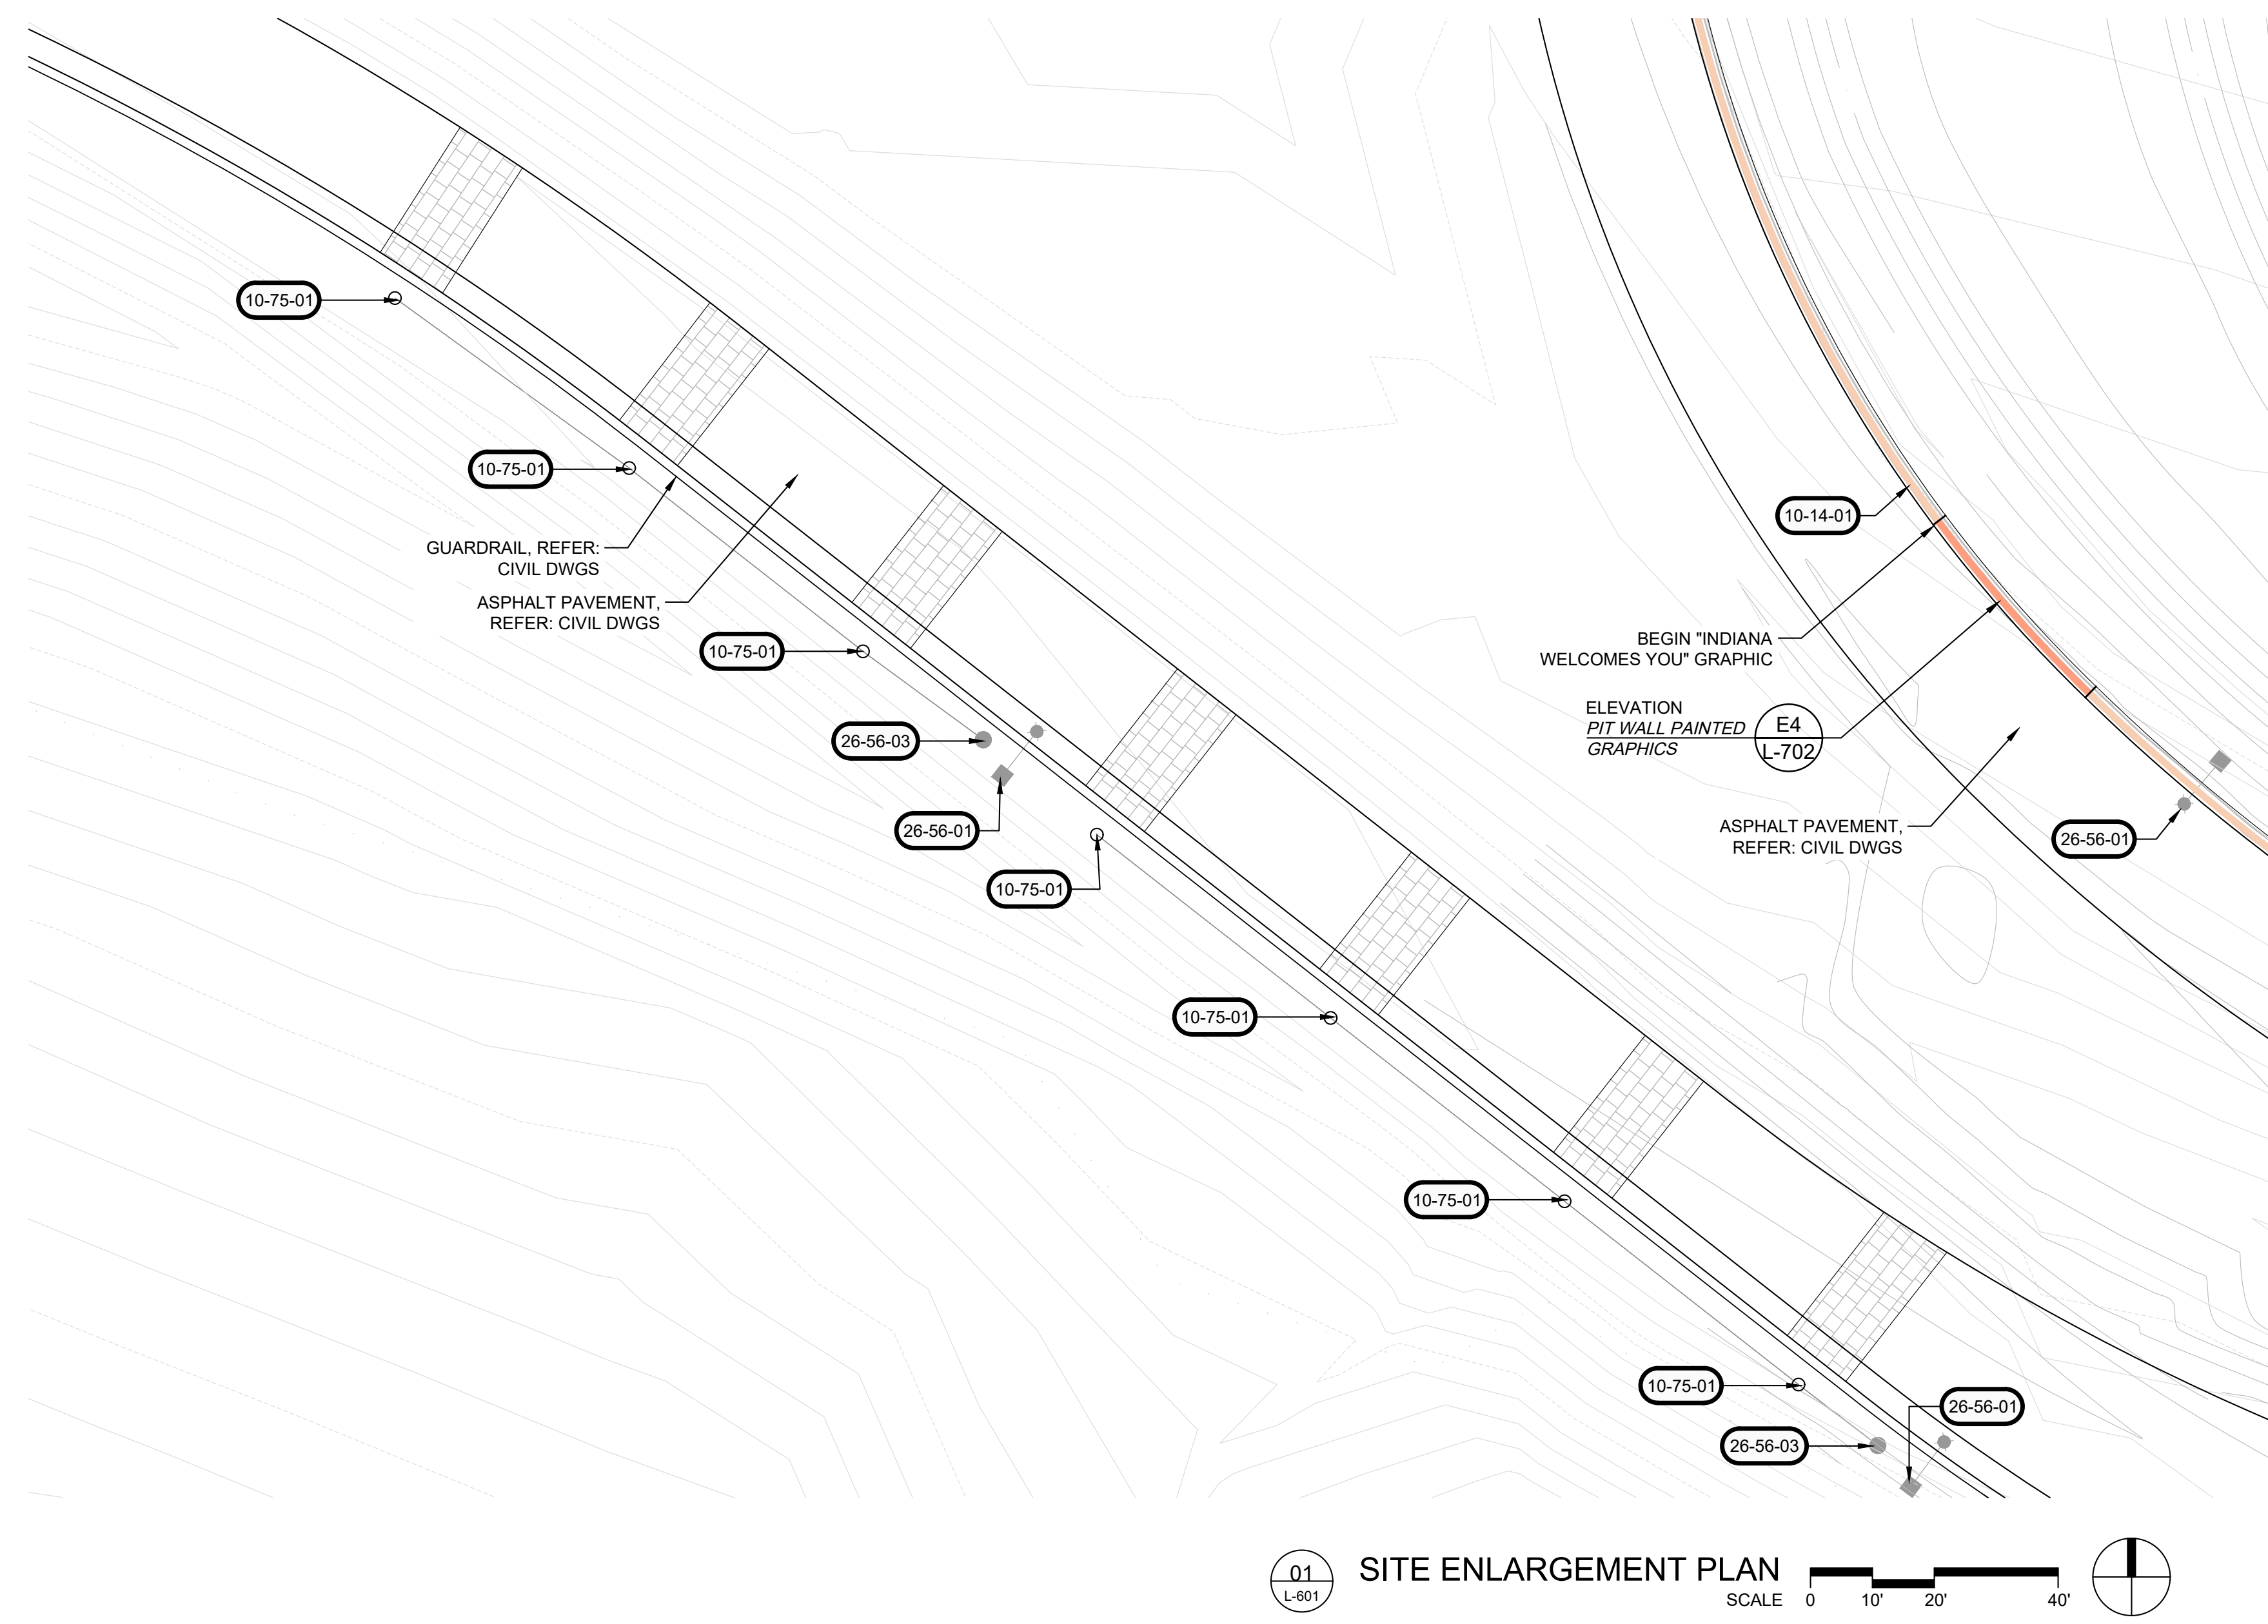 10-75-01
10-75-01
10-14-01
GUARDRAIL, REFER:
CIVIL DWGS
ASPHALT PAVEMENT,
REFER: CIVIL DWGS
10-75-01
BEGIN "INDIANA
WELCOMES YOU" GRAPHIC
ELEVATION
PIT WALL PAINTED
GRAPHICS
E4
L-702
26-56-03
26-56-01
ASPHALT PAVEMENT,
REFER: CIVIL DWGS
26-56-01
10-75-01
10-75-01
10-75-01
10-75-01
26-56-01
26-56-03
01
L-601
SITE ENLARGEMENT PLAN
SCALE
0 10' 20' 40'